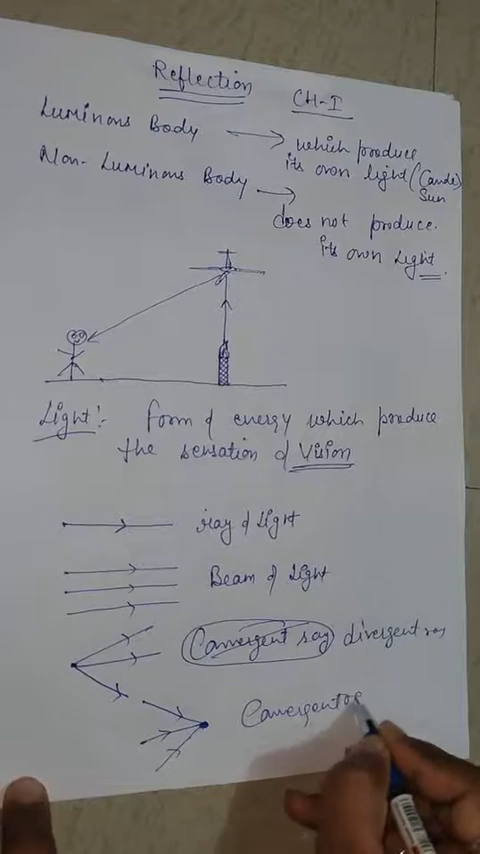 Reflection CH-I
Luminous Body → which produce
its own light (Candle)
Sun
Non-Luminous Body →
does not produce.
its own Light.
Light:- form of energy which produce
the sensation of Vision
ray of Light
Beam of Light
Convergent ray divergent ray
Convergent